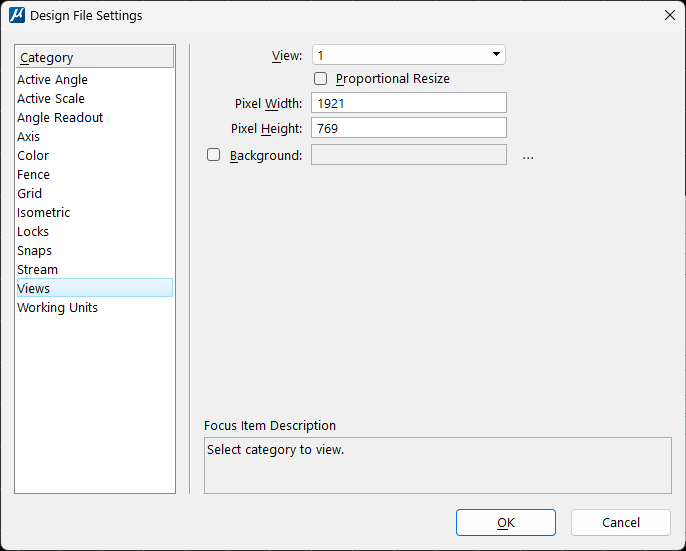 Design File Settings
Category
Active Angle
Active Scale
Angle Readout
Axis
Color
Fence
Grid
Isometric
Locks
Snaps
Stream
Views
Working Units
View: 1
Proportional Resize
Pixel Width: 1921
Pixel Height: 769
Background: ...
Focus Item Description
Select category to view.
OK Cancel